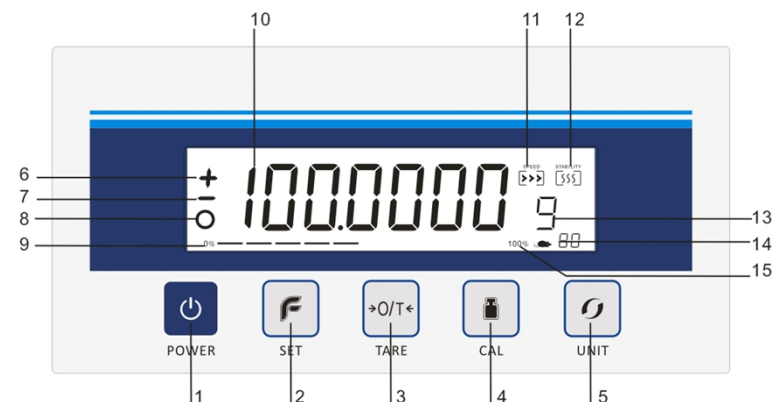 10 11 12
SPEED STABILITY
6
7
8
9
100.0000 g
0% 100% 80
13
14
15
→O/T←
POWER SET TARE CAL UNIT
1 2 3 4 5